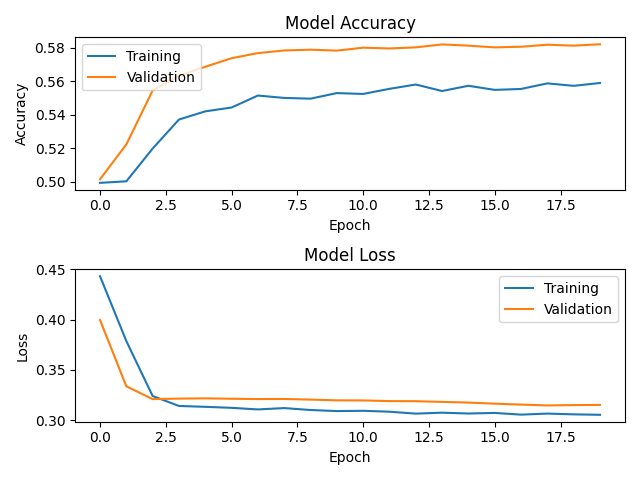 Model Accuracy
0.58
0.56
0.54
0.52
0.50
Accuracy
Training
Validation
0.0 2.5 5.0 7.5 10.0 12.5 15.0 17.5
Epoch
Model Loss
0.45
0.40
0.35
0.30
Loss
Training
Validation
0.0 2.5 5.0 7.5 10.0 12.5 15.0 17.5
Epoch